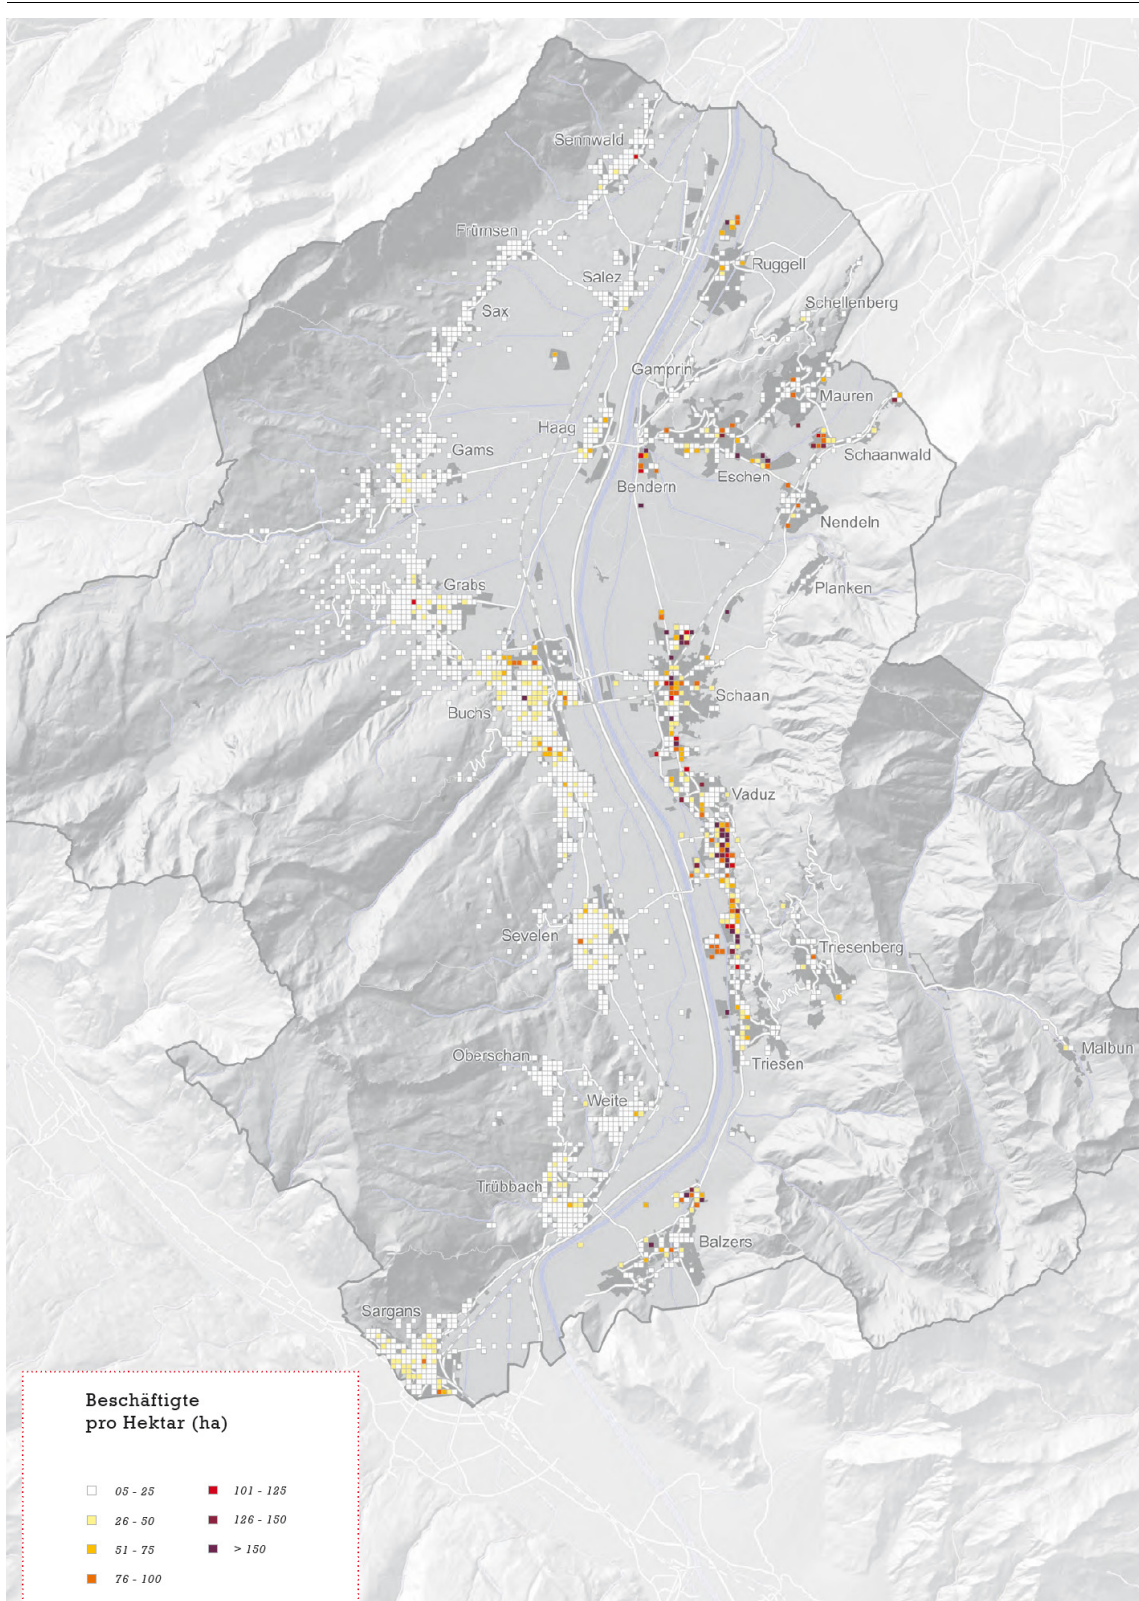 Sennwald
Frümsen
Ruggell
Salez
Schellenberg
Sax
Gamprin
Mauren
Haag
Gams
Schaanwald
Eschen
Bendern
Nendeln
Grabs
Planken
Schaan
Buchs
Vaduz
Sevelen
Triesenberg
Oberschan
Malbun
Triesen
Weite
Trübbach
Balzers
Sargans
Beschäftigte
pro Hektar (ha)
05 - 25
101 - 125
26 - 50
126 - 150
51 - 75
> 150
76 - 100